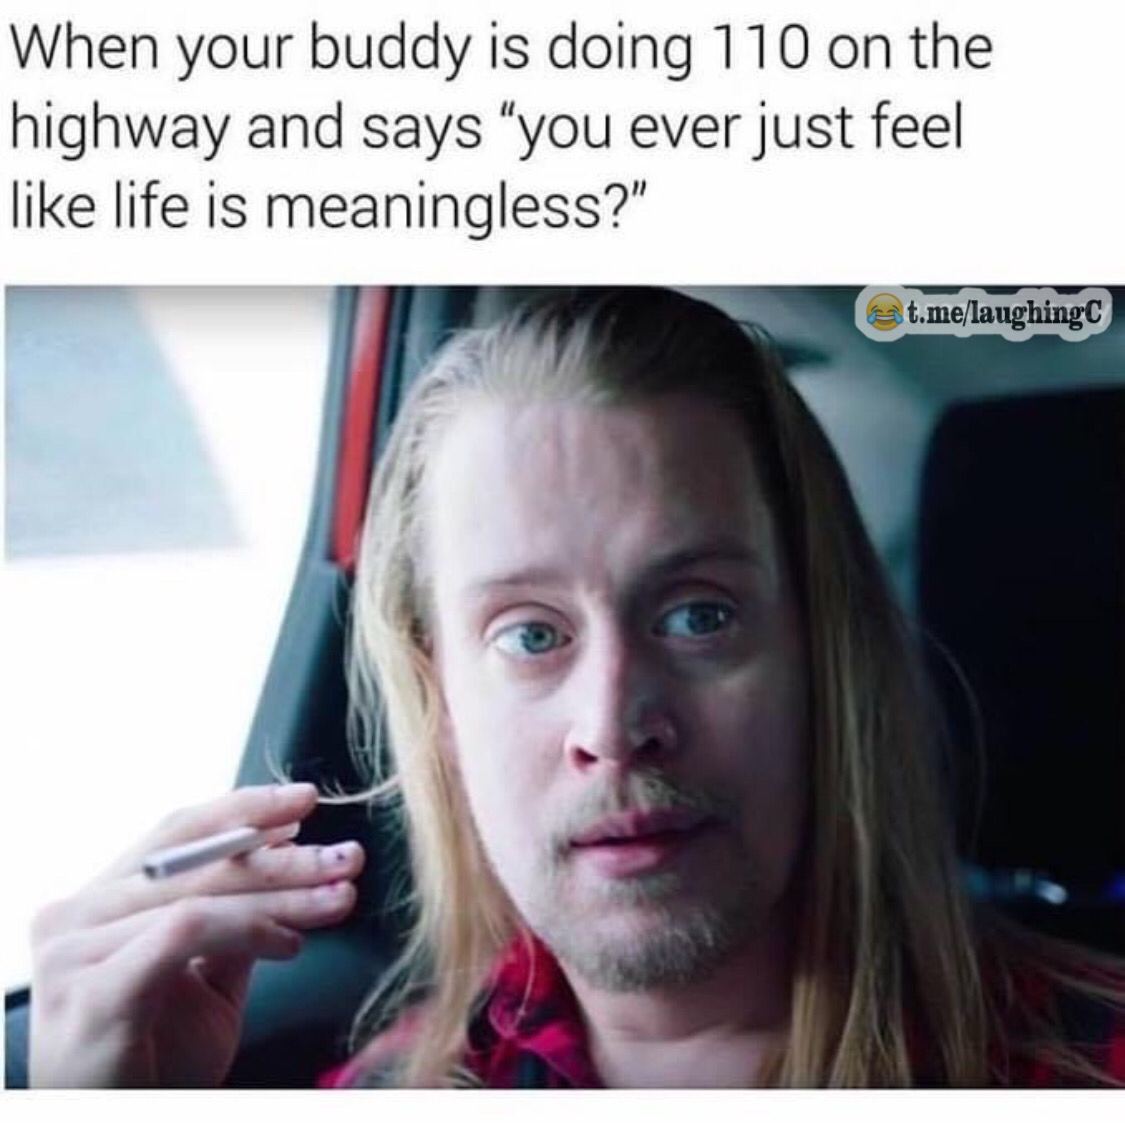 When your buddy is doing 110 on the
highway and says “you ever just feel
like life is meaningless?”
t.me/laughingC